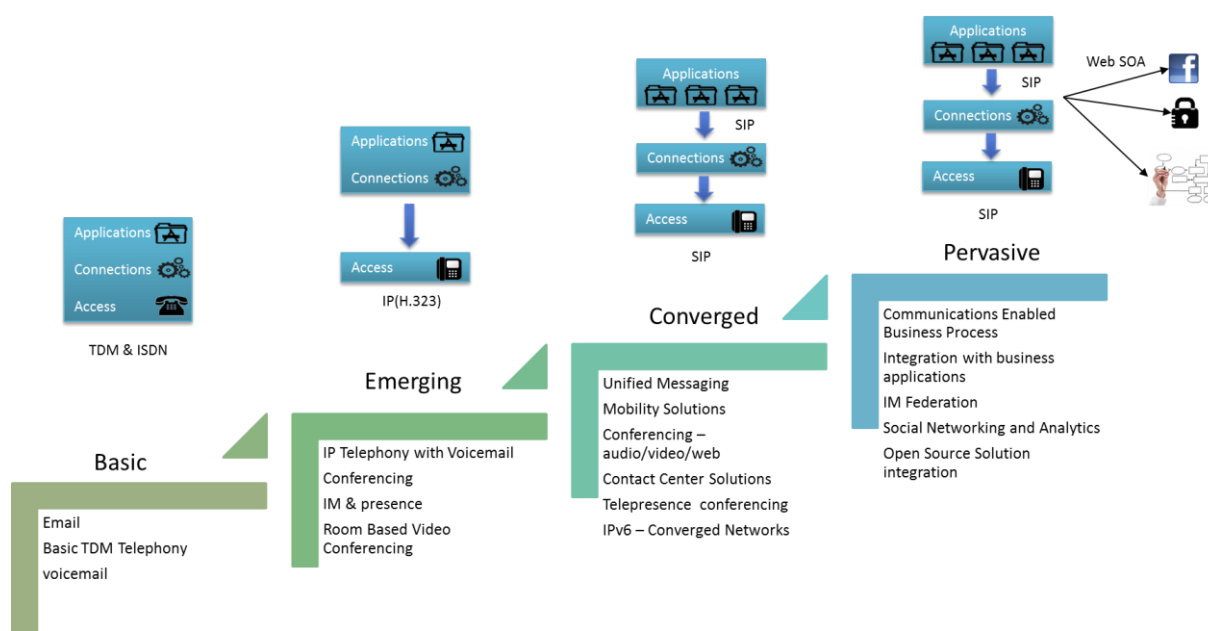 Applications
Connections
Access
TDM & ISDN
Basic
Email
Basic TDM Telephony
voicemail
Applications
Connections
Access
IP(H.323)
Emerging
IP Telephony with Voicemail
Conferencing
IM & presence
Room Based Video
Conferencing
Applications
SIP
Connections
Access
SIP
Converged
Unified Messaging
Mobility Solutions
Conferencing –
audio/video/web
Contact Center Solutions
Telepresence conferencing
IPv6 – Converged Networks
Applications
SIP
Web SOA
f
Connections
Access
SIP
Pervasive
Communications Enabled
Business Process
Integration with business
applications
IM Federation
Social Networking and Analytics
Open Source Solution
integration